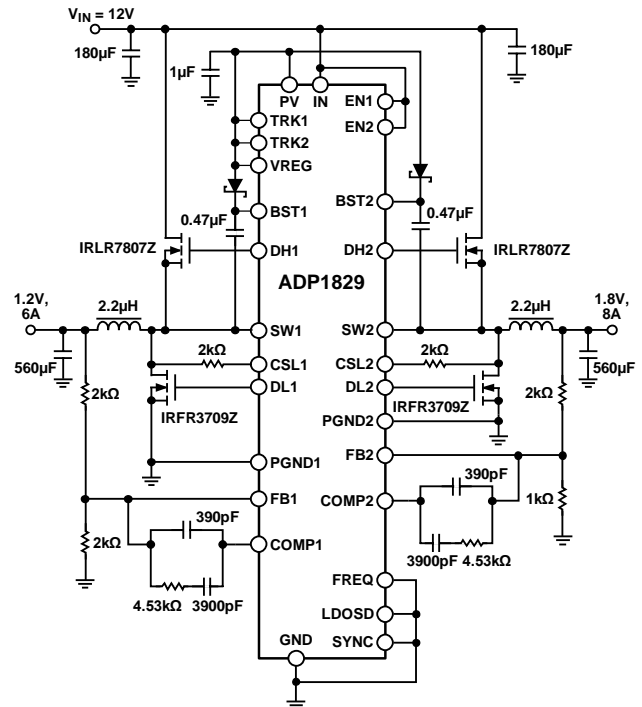 VIN = 12V
180µF
180µF
1µF
PV
IN
EN1
EN2
TRK1
TRK2
VREG
BST1
BST2
0.47µF
0.47µF
IRLR7807Z
DH1
DH2
IRLR7807Z
ADP1829
1.2V,
6A
2.2µH
SW1
SW2
2.2µH
1.8V,
8A
560µF
2kΩ
CSL1
CSL2
2kΩ
560µF
2kΩ
DL1
DL2
2kΩ
IRFR3709Z
IRFR3709Z
PGND2
PGND1
FB2
FB1
390pF
COMP2
1kΩ
390pF
2kΩ
COMP1
3900pF
4.53kΩ
4.53kΩ
3900pF
FREQ
LDOSD
GND
SYNC